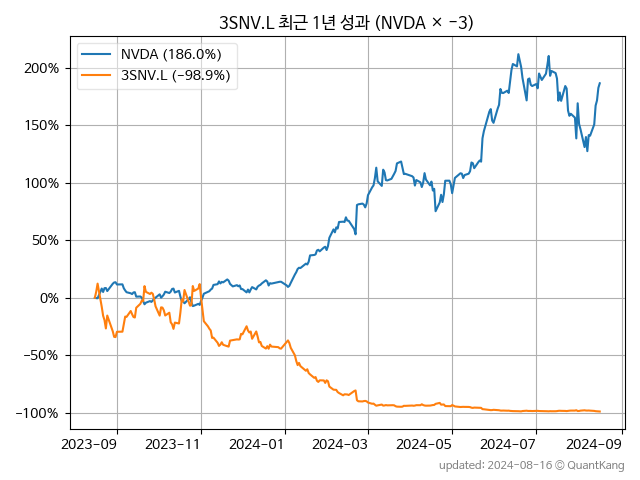 3SNV.L 최근 1년 성과 (NVDA × −3)
NVDA (186.0%)
3SNV.L (−98.9%)
200%
150%
100%
50%
0%
−50%
−100%
2023-09 2023-11 2024-01 2024-03 2024-05 2024-07 2024-09
updated: 2024-08-16 © QuantKang